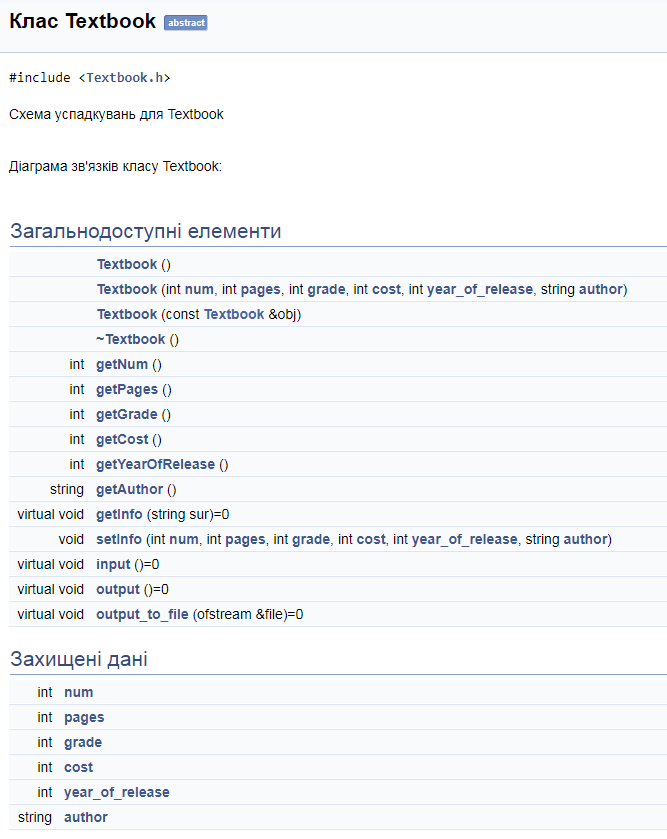 Клас Textbook abstract
#include <Textbook.h>
Схема успадкувань для Textbook
Діаграма зв'язків класу Textbook:
Загальнодоступні елементи
Textbook ()
Textbook (int num, int pages, int grade, int cost, int year_of_release, string author)
Textbook (const Textbook &obj)
~Textbook ()
int getNum ()
int getPages ()
int getGrade ()
int getCost ()
int getYearOfRelease ()
string getAuthor ()
virtual void getInfo (string sur)=0
void setInfo (int num, int pages, int grade, int cost, int year_of_release, string author)
virtual void input ()=0
virtual void output ()=0
virtual void output_to_file (ofstream &file)=0
Захищені дані
int num
int pages
int grade
int cost
int year_of_release
string author